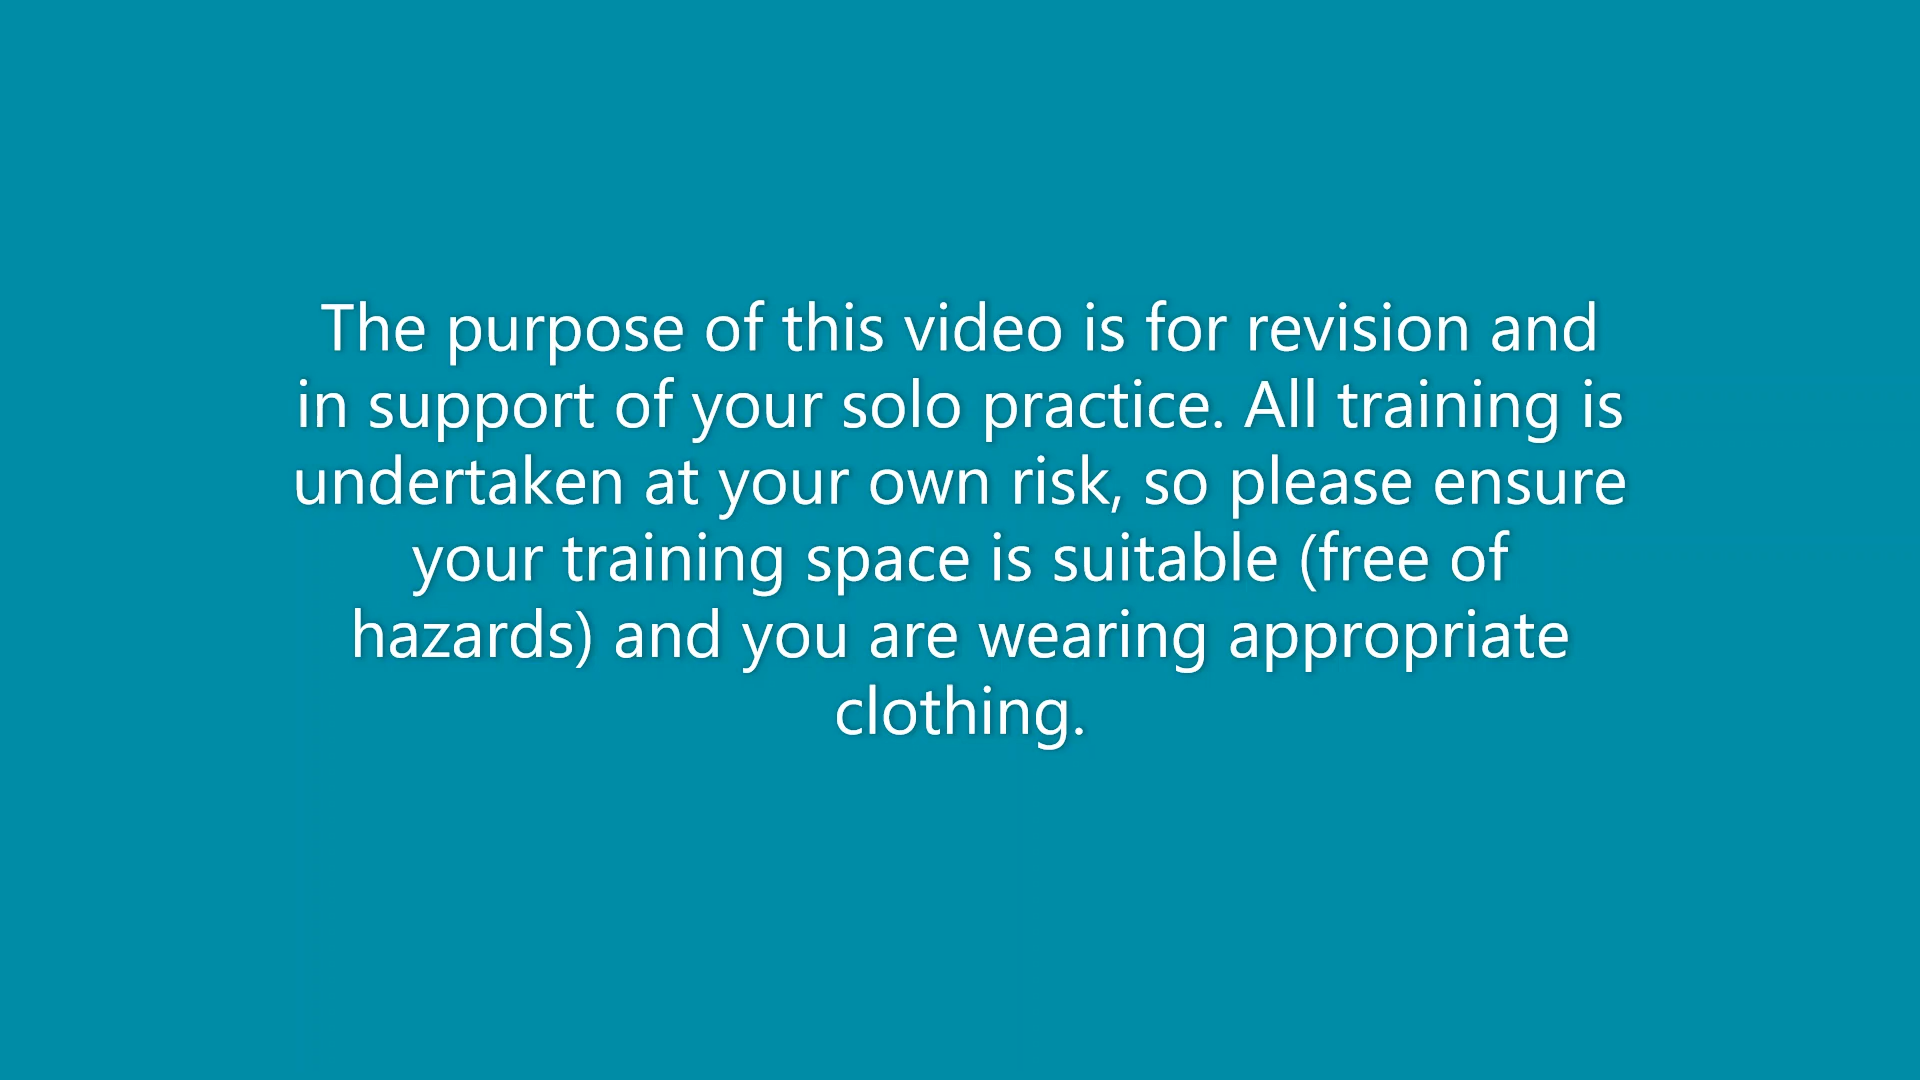 The purpose of this video is for revision and
in support of your solo practice. All training is
undertaken at your own risk, so please ensure
your training space is suitable (free of
hazards) and you are wearing appropriate
clothing.